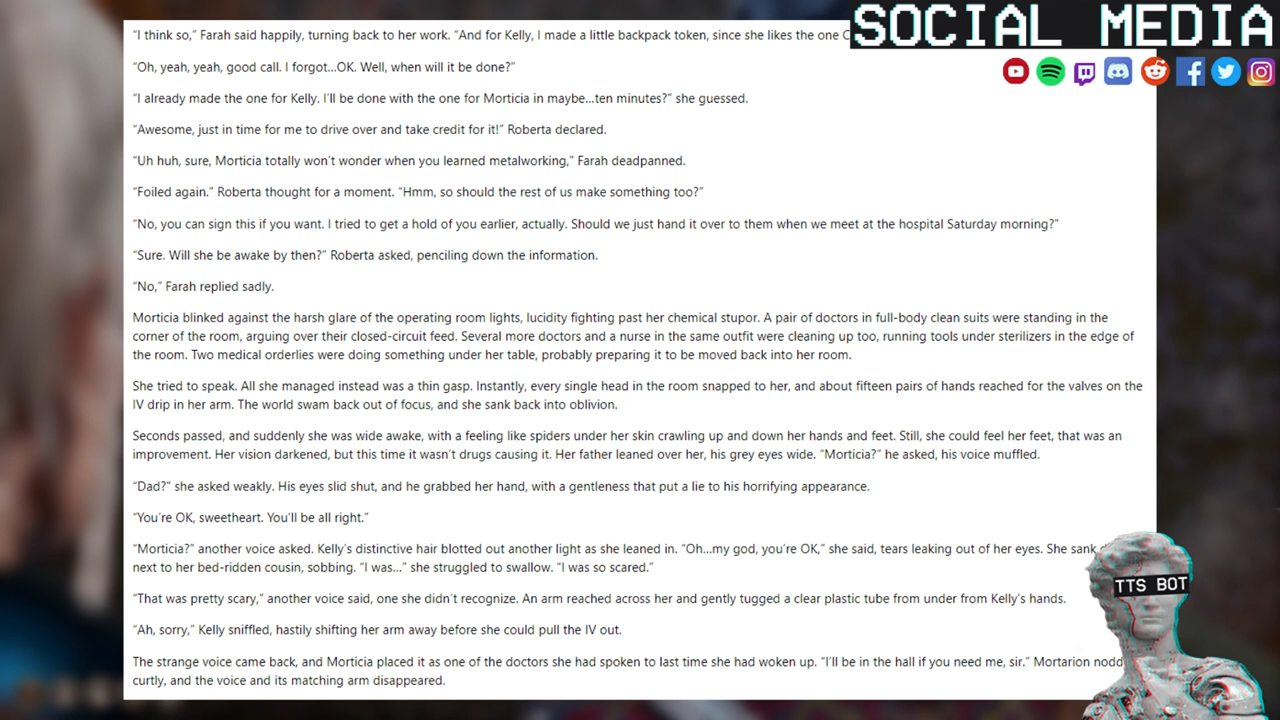 SOCIAL MEDIA
“I think so,” Farah said happily, turning back to her work. “And for Kelly, I made a little backpack token, since she likes the one
“Oh, yeah, yeah, good call. I forgot…OK. Well, when will it be done?”
“I already made the one for Kelly. I’ll be done with the one for Morticia in maybe…ten minutes?” she guessed.
“Awesome, just in time for me to drive over and take credit for it!” Roberta declared.
“Uh huh, sure, Morticia totally won’t wonder when you learned metalworking,” Farah deadpanned.
“Foiled again.” Roberta thought for a moment. “Hmm, so should the rest of us make something too?”
“No, you can sign this if you want. I tried to get a hold of you earlier, actually. Should we just hand it over to them when we meet at the hospital Saturday morning?”
“Sure. Will she be awake by then?” Roberta asked, penciling down the information.
“No,” Farah replied sadly.
Morticia blinked against the harsh glare of the operating room lights, lucidity fighting past her chemical stupor. A pair of doctors in full-body clean suits were standing in the
corner of the room, arguing over their closed-circuit feed. Several more doctors and a nurse in the same outfit were cleaning up too, running tools under sterilizers in the edge of
the room. Two medical orderlies were doing something under her table, probably preparing it to be moved back into her room.
She tried to speak. All she managed instead was a thin gasp. Instantly, every single head in the room snapped to her, and about fifteen pairs of hands reached for the valves on the
IV drip in her arm. The world swam back out of focus, and she sank back into oblivion.
Seconds passed, and suddenly she was wide awake, with a feeling like spiders under her skin crawling up and down her hands and feet. Still, she could feel her feet, that was an
improvement. Her vision darkened, but this time it wasn’t drugs causing it. Her father leaned over her, his grey eyes wide. “Morticia?” he asked, his voice muffled.
“Dad?” she asked weakly. His eyes slid shut, and he grabbed her hand, with a gentleness that put a lie to his horrifying appearance.
“You’re OK, sweetheart. You’ll be all right.”
“Morticia?” another voice asked. Kelly’s distinctive hair blotted out another light as she leaned in. “Oh…my god, you’re OK,” she said, tears leaking out of her eyes. She sank
next to her bed-ridden cousin, sobbing. “I was…” she struggled to swallow. “I was so scared.”
“That was pretty scary,” another voice said, one she didn’t recognize. An arm reached across her and gently tugged a clear plastic tube from under from Kelly’s hands.
“Ah, sorry,” Kelly sniffled, hastily shifting her arm away before she could pull the IV out.
The strange voice came back, and Morticia placed it as one of the doctors she had spoken to last time she had woken up. “I’ll be in the hall if you need me, sir.” Mortarion
curtly, and the voice and its matching arm disappeared.
TTS BOT